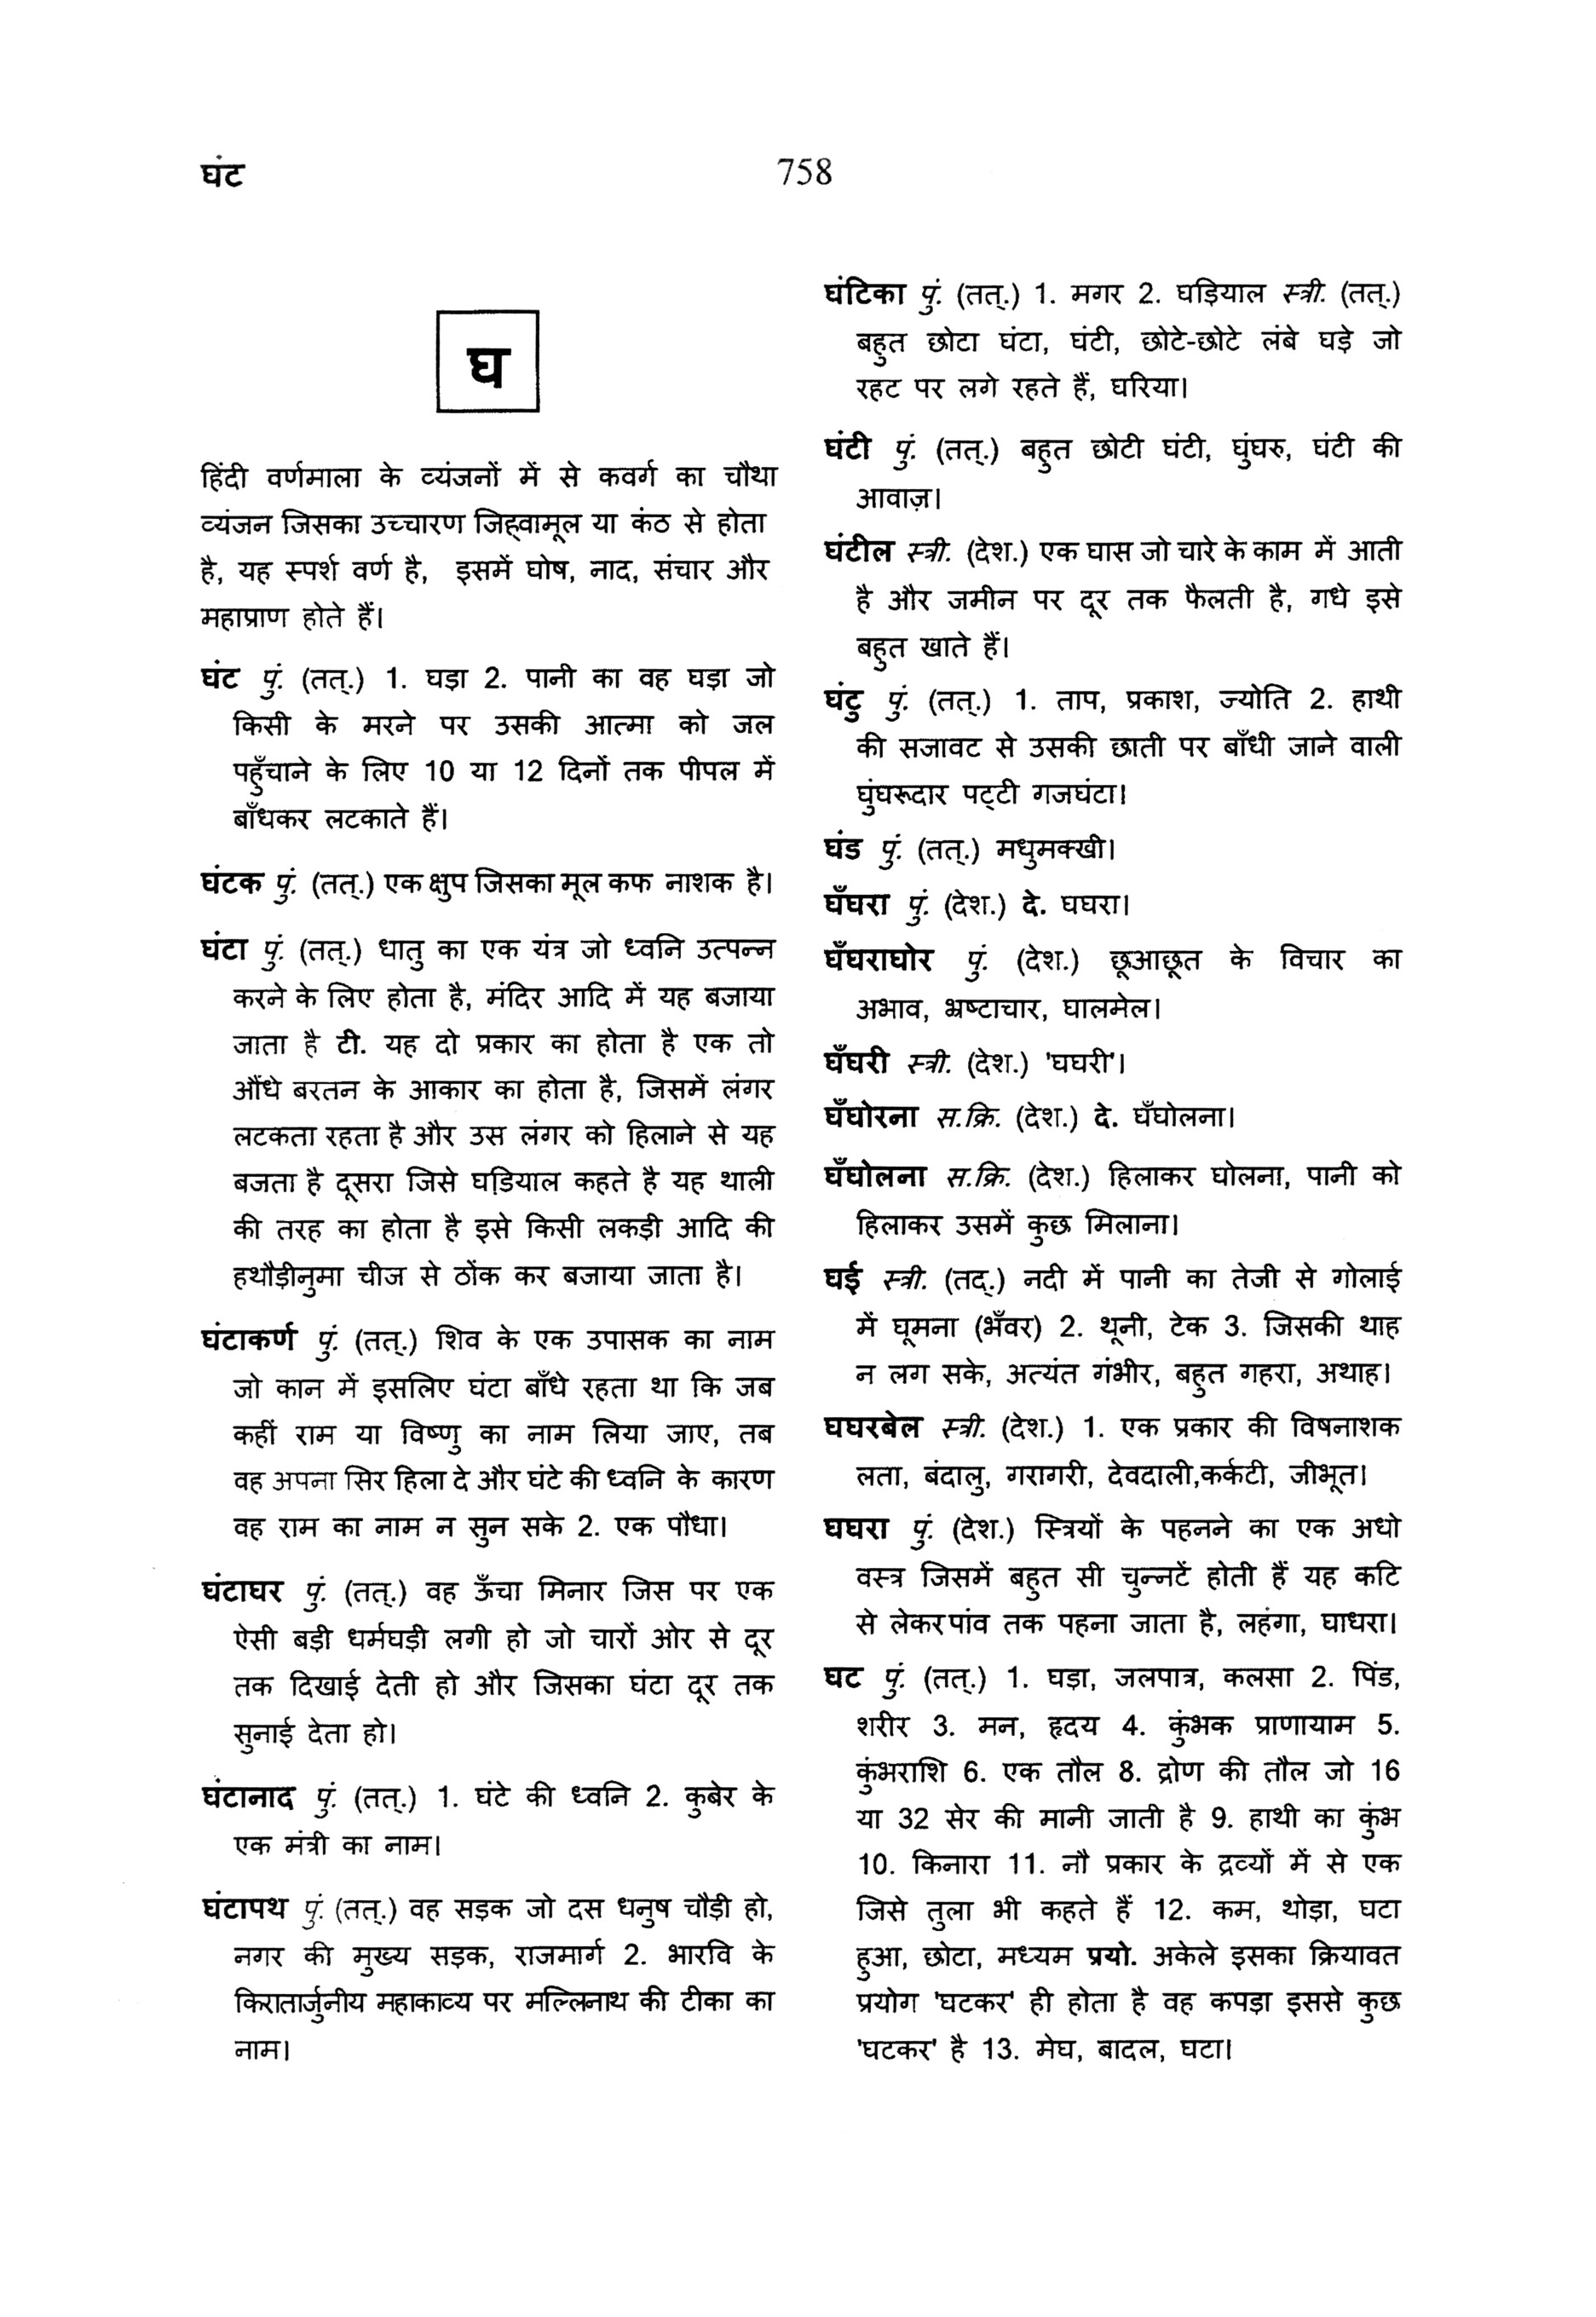 घंट
758
घ
हिंदी वर्णमाला के व्यंजनों में से कवर्ग का चौथा
व्यंजन जिसका उच्चारण जिह्वामूल या कंठ से होता
है, यह स्पर्श वर्ण है, इसमें घोष, नाद, संचार और
महाप्राण होते हैं।
घंट पुं. (तत्.) 1. घड़ा 2. पानी का वह घड़ा जो
किसी के मरने पर उसकी आत्मा को जल
पहुँचाने के लिए 10 या 12 दिनों तक पीपल में
बाँधकर लटकाते हैं।
घंटक पुं. (तत्.) एक क्षुप जिसका मूल कफ नाशक है।
घंटा पुं. (तत्.) धातु का एक यंत्र जो ध्वनि उत्पन्न
करने के लिए होता है, मंदिर आदि में यह बजाया
जाता है टी. यह दो प्रकार का होता है एक तो
औंधे बरतन के आकार का होता है, जिसमें लंगर
लटकता रहता है और उस लंगर को हिलाने से यह
बजता है दूसरा जिसे घडि़याल कहते है यह थाली
की तरह का होता है इसे किसी लकड़ी आदि की
हथौड़ीनुमा चीज से ठोंक कर बजाया जाता है।
घंटाकर्ण पुं. (तत्.) शिव के एक उपासक का नाम
जो कान में इसलिए घंटा बाँधे रहता था कि जब
कहीं राम या विष्णु का नाम लिया जाए, तब
वह अपना सिर हिला दे और घंटे की ध्वनि के कारण
वह राम का नाम न सुन सके 2. एक पौधा।
घंटाघर पुं. (तत्.) वह ऊँचा मिनार जिस पर एक
ऐसी बड़ी धर्मघड़ी लगी हो जो चारों ओर से दूर
तक दिखाई देती हो और जिसका घंटा दूर तक
सुनाई देता हो।
घंटानाद पुं. (तत्.) 1. घंटे की ध्वनि 2. कुबेर के
एक मंत्री का नाम।
घंटापथ पुं. (तत्.) वह सड़क जो दस धनुष चौड़ी हो,
नगर की मुख्य सड़क, राजमार्ग 2. भारवि के
किरातार्जुनीय महाकाव्य पर मल्लिनाथ की टीका का
नाम।
घंटिका पुं. (तत्.) 1. मगर 2. घड़ियाल स्त्री. (तत्.)
बहुत छोटा घंटा, घंटी, छोटे-छोटे लंबे घड़े जो
रहट पर लगे रहते हैं, घरिया।
घंटी पुं. (तत्.) बहुत छोटी घंटी, घुंघरु, घंटी की
आवाज़।
घंटील स्त्री. (देश.) एक घास जो चारे के काम में आती
है और जमीन पर दूर तक फैलती है, गधे इसे
बहुत खाते हैं।
घंटु पुं. (तत्.) 1. ताप, प्रकाश, ज्योति 2. हाथी
की सजावट से उसकी छाती पर बाँधी जाने वाली
घुंघरूदार पट्टी गजघंटा।
घंड पुं. (तत्.) मधुमक्खी।
घँघरा पुं. (देश.) दे. घघरा।
घँघराघोर पुं. (देश.) छूआछूत के विचार का
अभाव, भ्रष्टाचार, घालमेल।
घँघरी स्त्री. (देश.) 'घघरी'।
घँघोरना स.क्रि. (देश.) दे. घँघोलना।
घँघोलना स.क्रि. (देश.) हिलाकर घोलना, पानी को
हिलाकर उसमें कुछ मिलाना।
घई स्त्री. (तद्.) नदी में पानी का तेजी से गोलाई
में घूमना (भँवर) 2. थूनी, टेक 3. जिसकी थाह
न लग सके, अत्यंत गंभीर, बहुत गहरा, अथाह।
घघरबेल स्त्री. (देश.) 1. एक प्रकार की विषनाशक
लता, बंदालु, गरागरी, देवदाली,कर्कटी, जीभूत।
घघरा पुं. (देश.) स्त्रियों के पहनने का एक अधो
वस्त्र जिसमें बहुत सी चुन्नटें होती हैं यह कटि
से लेकर पांव तक पहना जाता है, लहंगा, घाधरा।
घट पुं. (तत्.) 1. घड़ा, जलपात्र, कलसा 2. पिंड,
शरीर 3. मन, हृदय 4. कुंभक प्राणायाम 5.
कुंभराशि 6. एक तौल 8. द्रोण की तौल जो 16
या 32 सेर की मानी जाती है 9. हाथी का कुंभ
10. किनारा 11. नौ प्रकार के द्रव्यों में से एक
जिसे तुला भी कहते हैं 12. कम, थोड़ा, घटा
हुआ, छोटा, मध्यम प्रयो. अकेले इसका क्रियावत
प्रयोग 'घटकर' ही होता है वह कपड़ा इससे कुछ
'घटकर' है 13. मेघ, बादल, घटा।